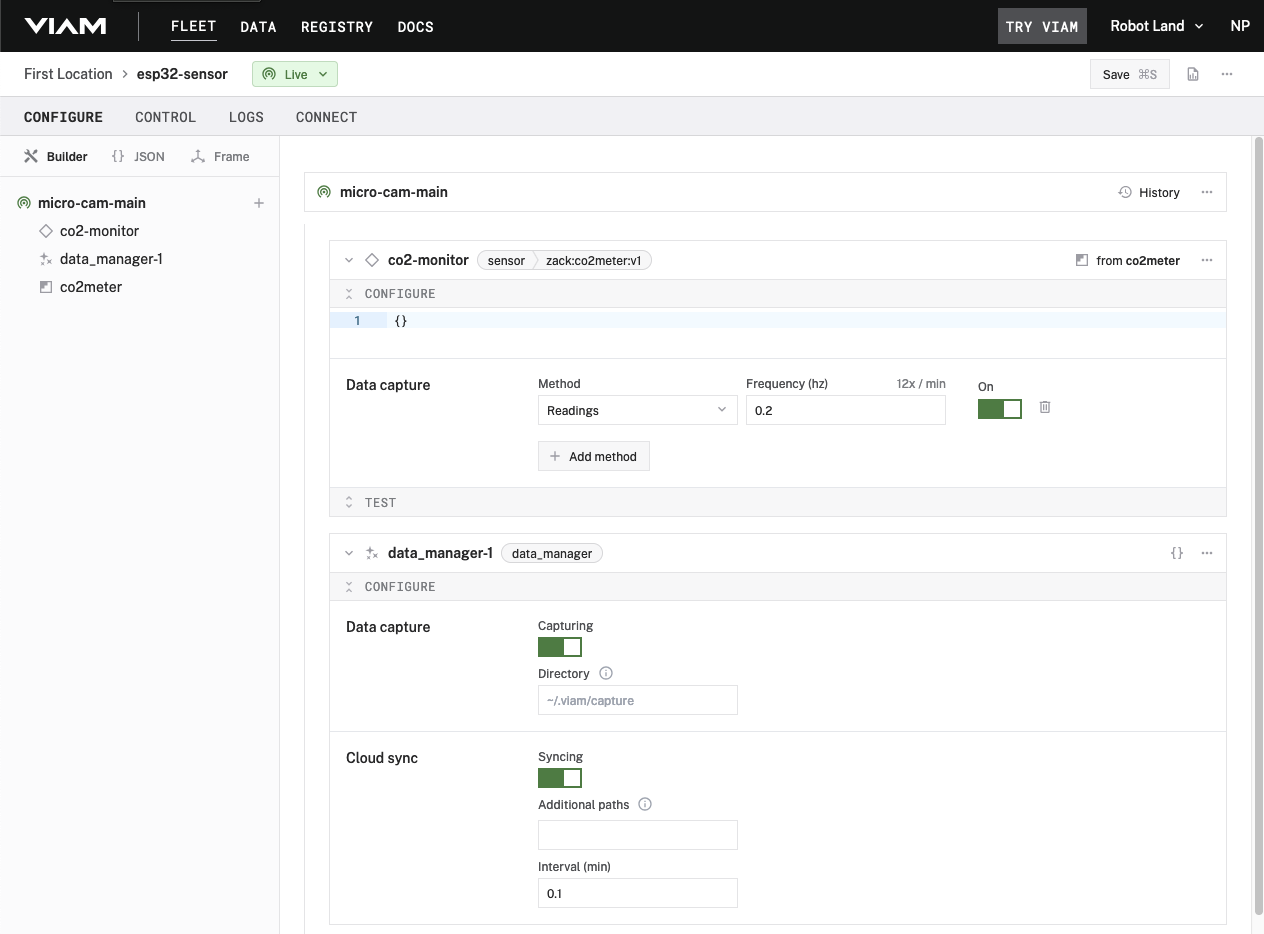 VIAM FLEET DATA REGISTRY DOCS TRY VIAM Robot Land NP
First Location > esp32-sensor Live Save ⌘S
CONFIGURE CONTROL LOGS CONNECT
Builder {} JSON Frame
micro-cam-main
co2-monitor
data_manager-1
co2meter
micro-cam-main History
co2-monitor sensor zack:co2meter:v1 from co2meter
CONFIGURE
1 {}
Data capture Method Frequency (hz) 12x / min On
Readings 0.2
+ Add method
TEST
data_manager-1 data_manager {}
CONFIGURE
Data capture Capturing
Directory
~/.viam/capture
Cloud sync Syncing
Additional paths
Interval (min)
0.1